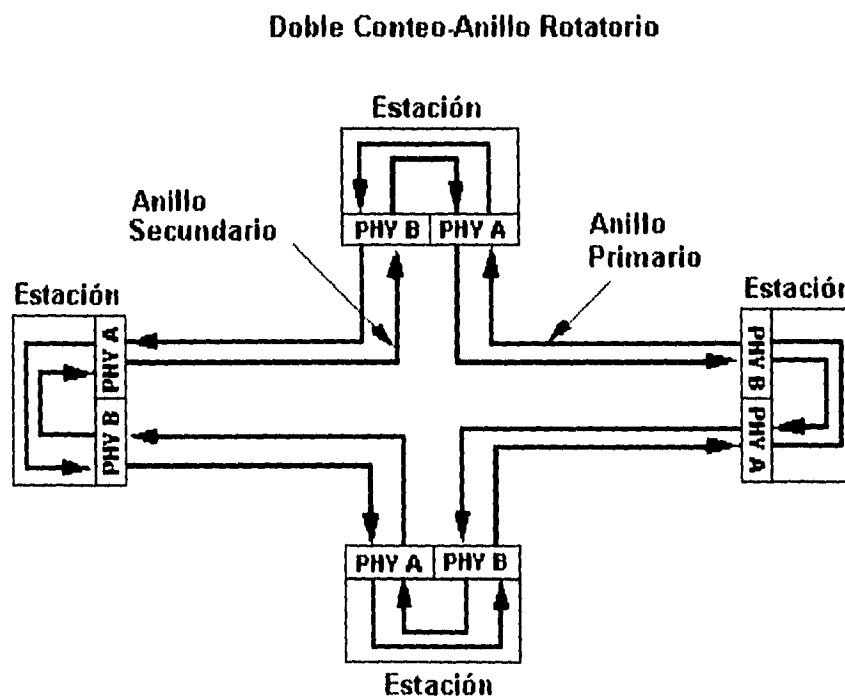 Doble Conteo-Anillo Rotatorio
Estación
Anillo
Secundario
PHY B PHY A
Anillo
Primario
Estación
PHY A
PHY B
Estación
PHY B
PHY A
PHY A PHY B
Estación